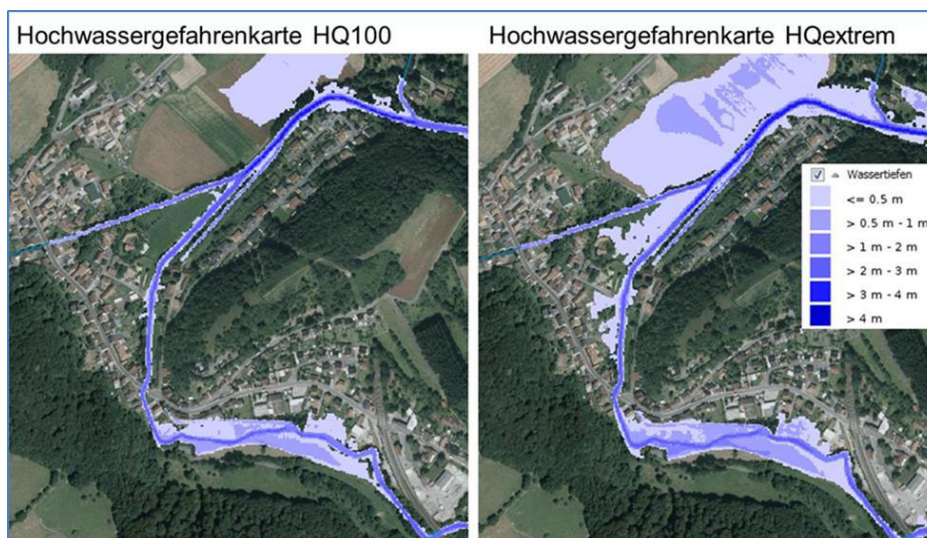 Hochwassergefahrenkarte HQ100
Hochwassergefahrenkarte HQextrem
Wassertiefen
<= 0.5 m
> 0.5 m - 1 m
> 1 m - 2 m
> 2 m - 3 m
> 3 m - 4 m
> 4 m